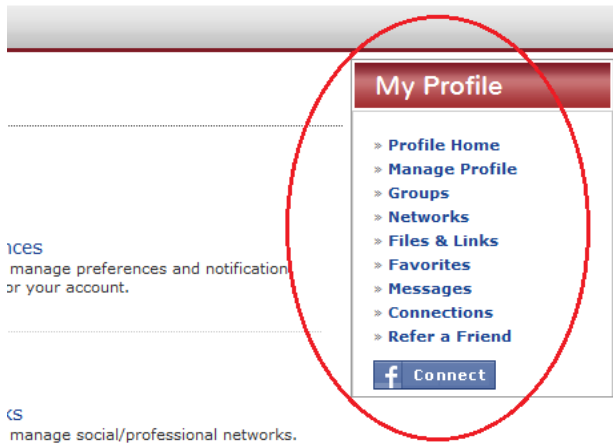 My Profile
» Profile Home
» Manage Profile
» Groups
» Networks
» Files & Links
» Favorites
» Messages
» Connections
» Refer a Friend
f Connect
nces
manage preferences and notification
or your account.
ks
manage social/professional networks.